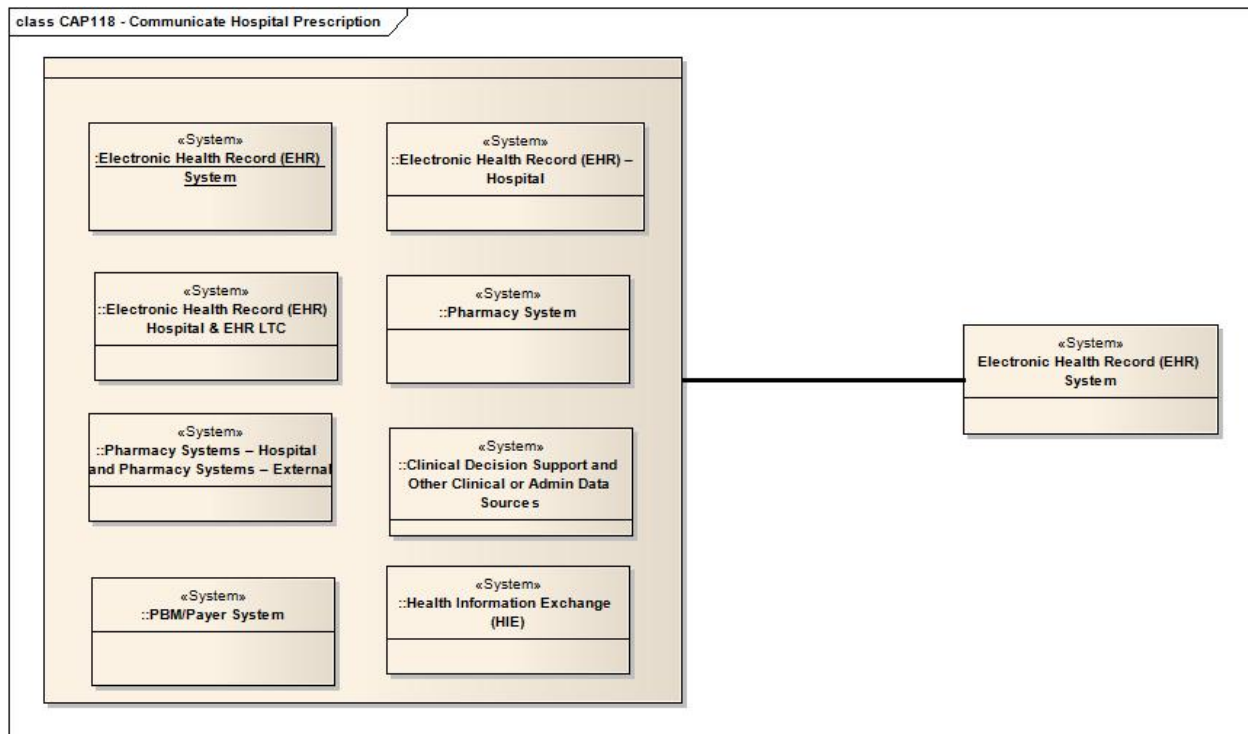 class CAP118 - Communicate Hospital Prescription
«System»
:Electronic Health Record (EHR)
System
«System»
::Electronic Health Record (EHR) –
Hospital
«System»
::Electronic Health Record (EHR)
Hospital & EHR LTC
«System»
::Pharmacy System
«System»
::Pharmacy Systems – Hospital
and Pharmacy Systems – External
«System»
::Clinical Decision Support and
Other Clinical or Admin Data
Sources
«System»
::PBM/Payer System
«System»
::Health Information Exchange
(HIE)
«System»
Electronic Health Record (EHR)
System